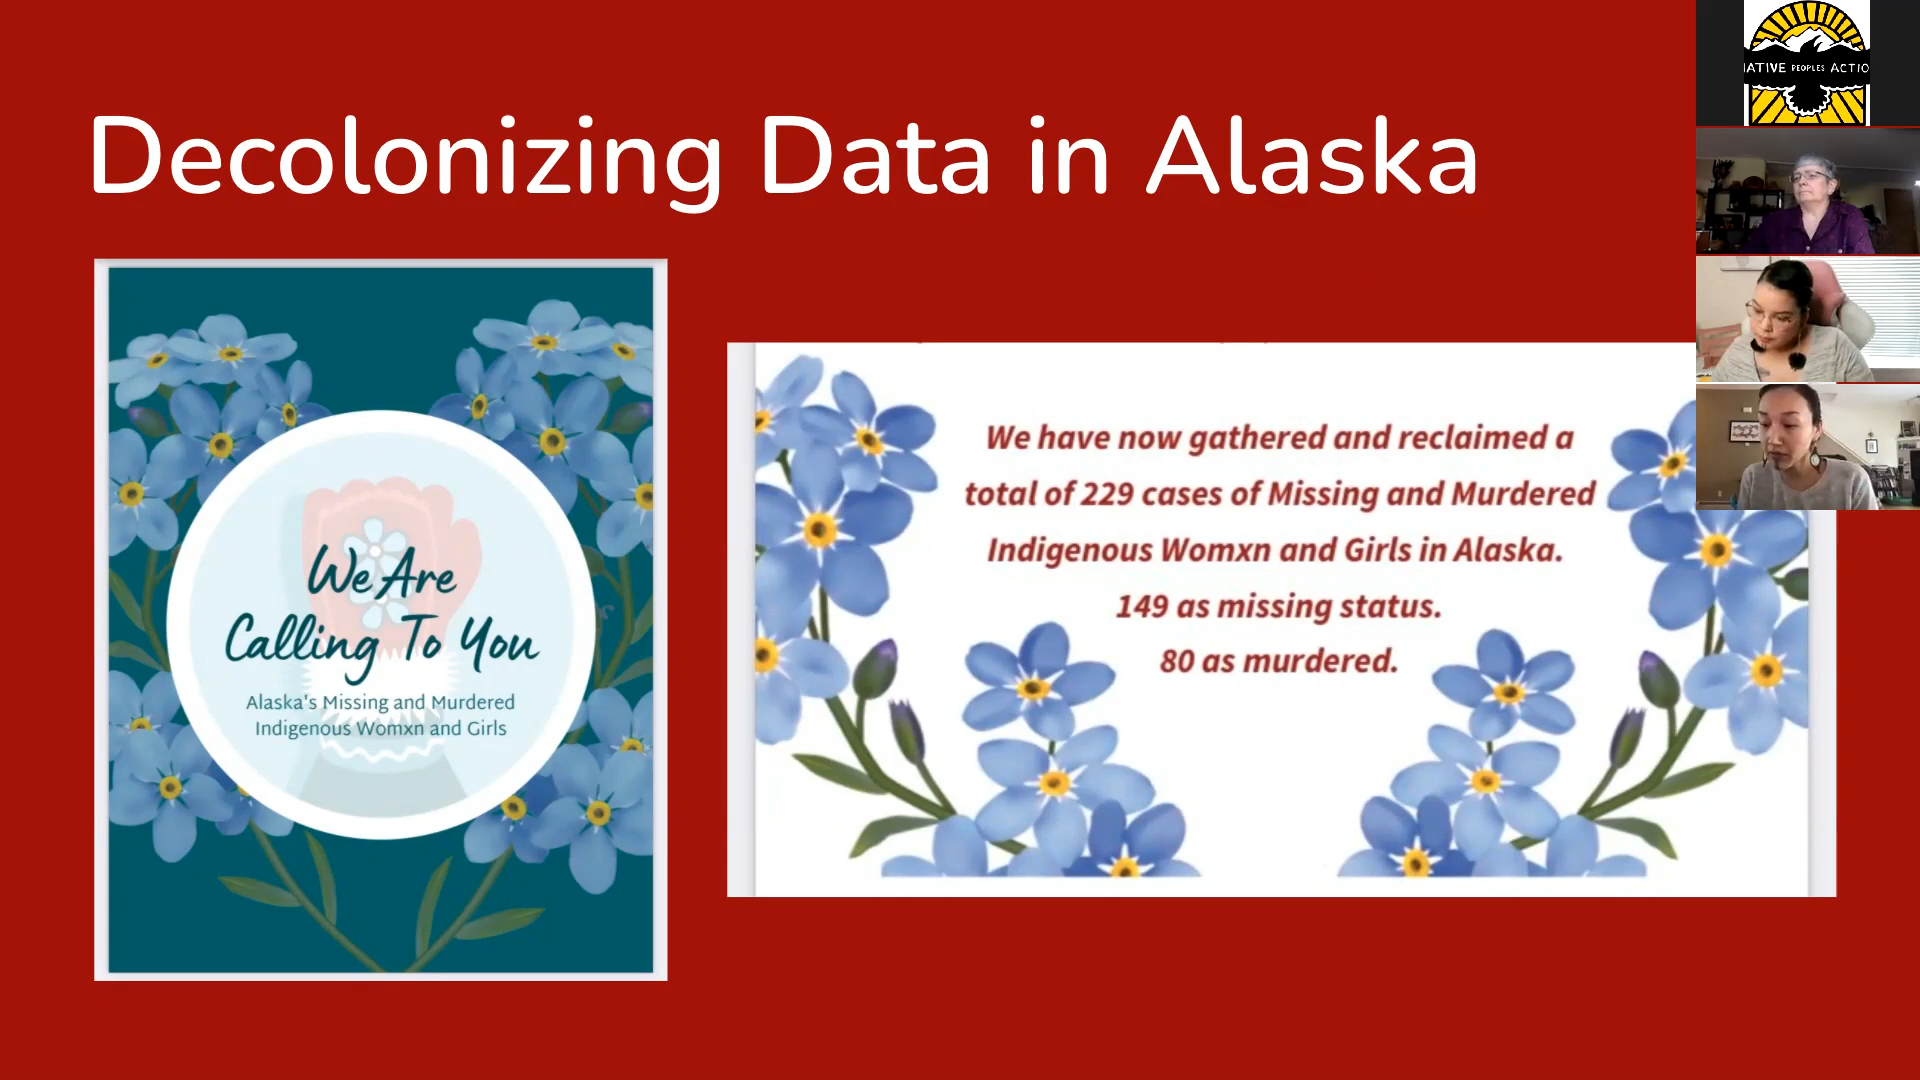 Decolonizing Data in Alaska
We Are
Calling To You
Alaska's Missing and Murdered
Indigenous Womxn and Girls
We have now gathered and reclaimed a
total of 229 cases of Missing and Murdered
Indigenous Womxn and Girls in Alaska.
149 as missing status.
80 as murdered.
PEOPLES